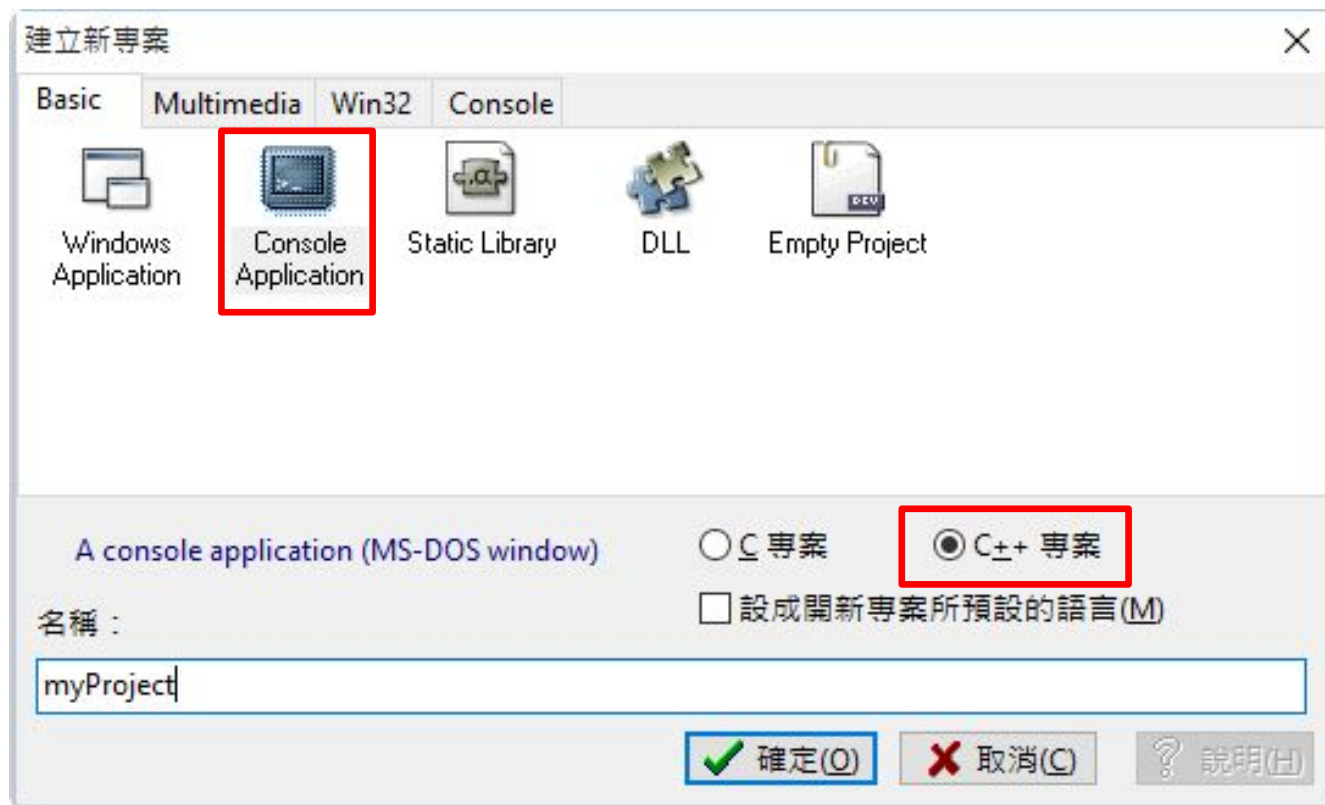 建立新專案
Basic Multimedia Win32 Console
Windows Application
Console Application
Static Library
DLL
DEV
Empty Project
A console application (MS-DOS window)
C 專案
C++ 專案
設成開新專案所預設的語言(M)
名稱：
myProject
確定(O)
取消(C)
說明(H)